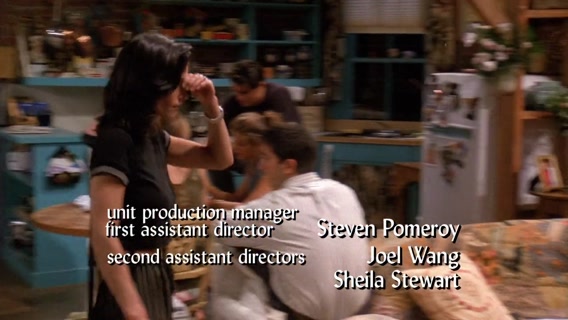 unit production manager Steven Pomeroy
first assistant director
second assistant directors Joel Wang
Sheila Stewart